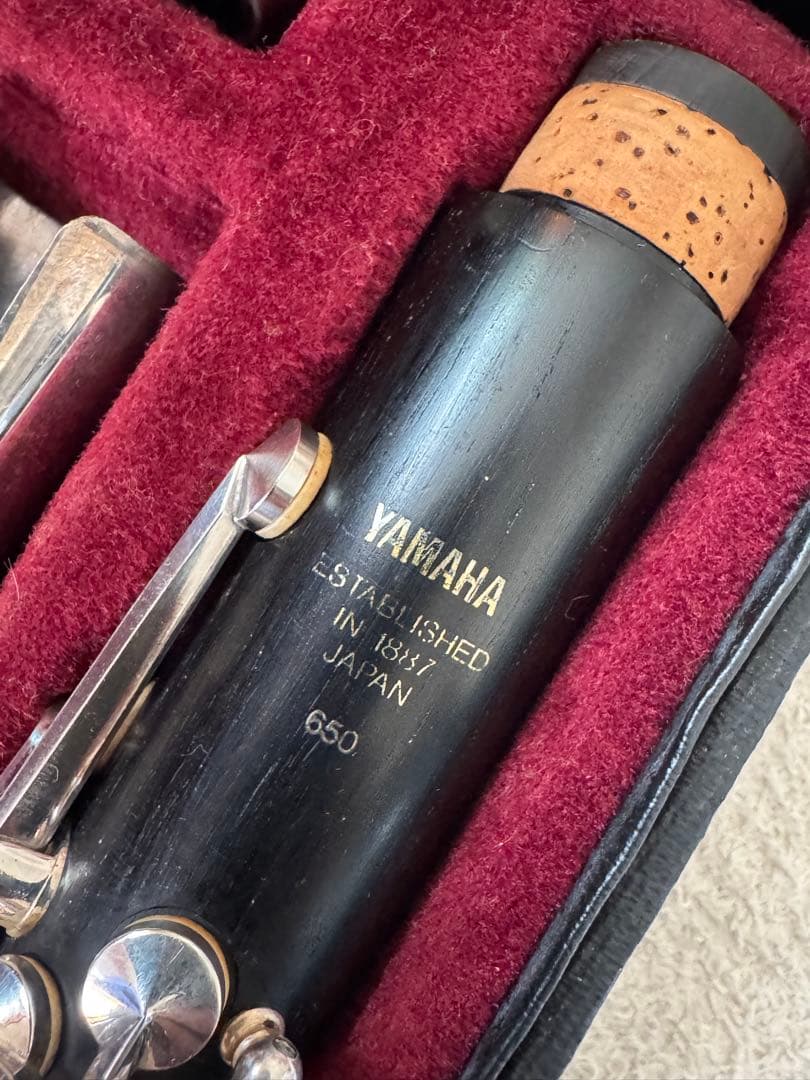 YAMAHA
ESTABLISHED
IN 1887
JAPAN
650